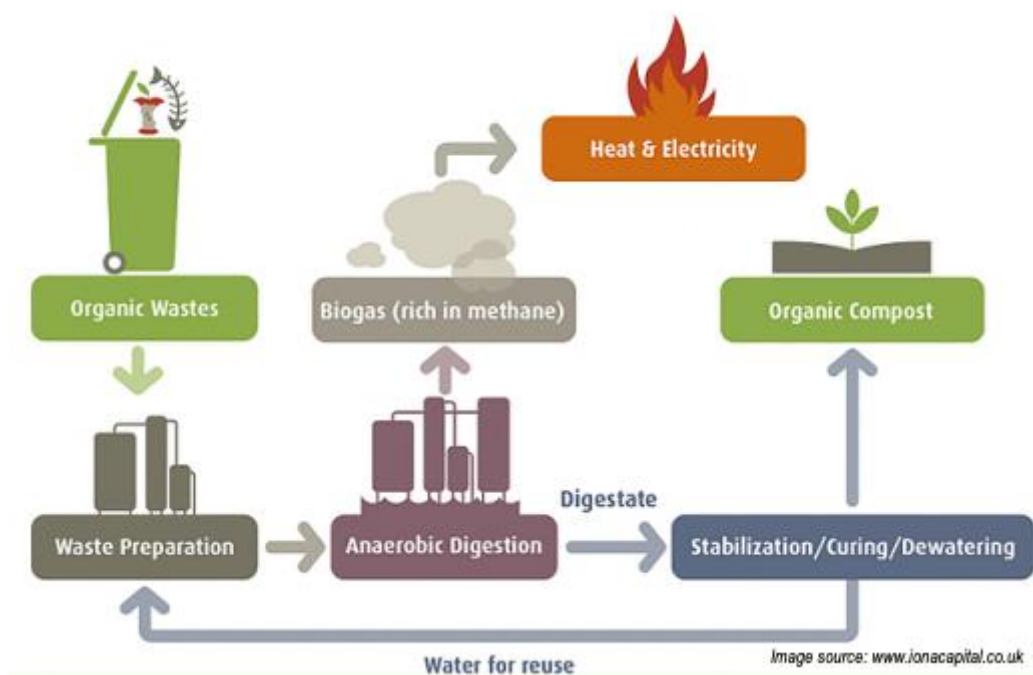 Heat & Electricity
Organic Wastes
Biogas (rich in methane)
Organic Compost
Digestate
Waste Preparation
Anaerobic Digestion
Stabilization/Curing/Dewatering
Water for reuse
Image source: www.ionacapital.co.uk